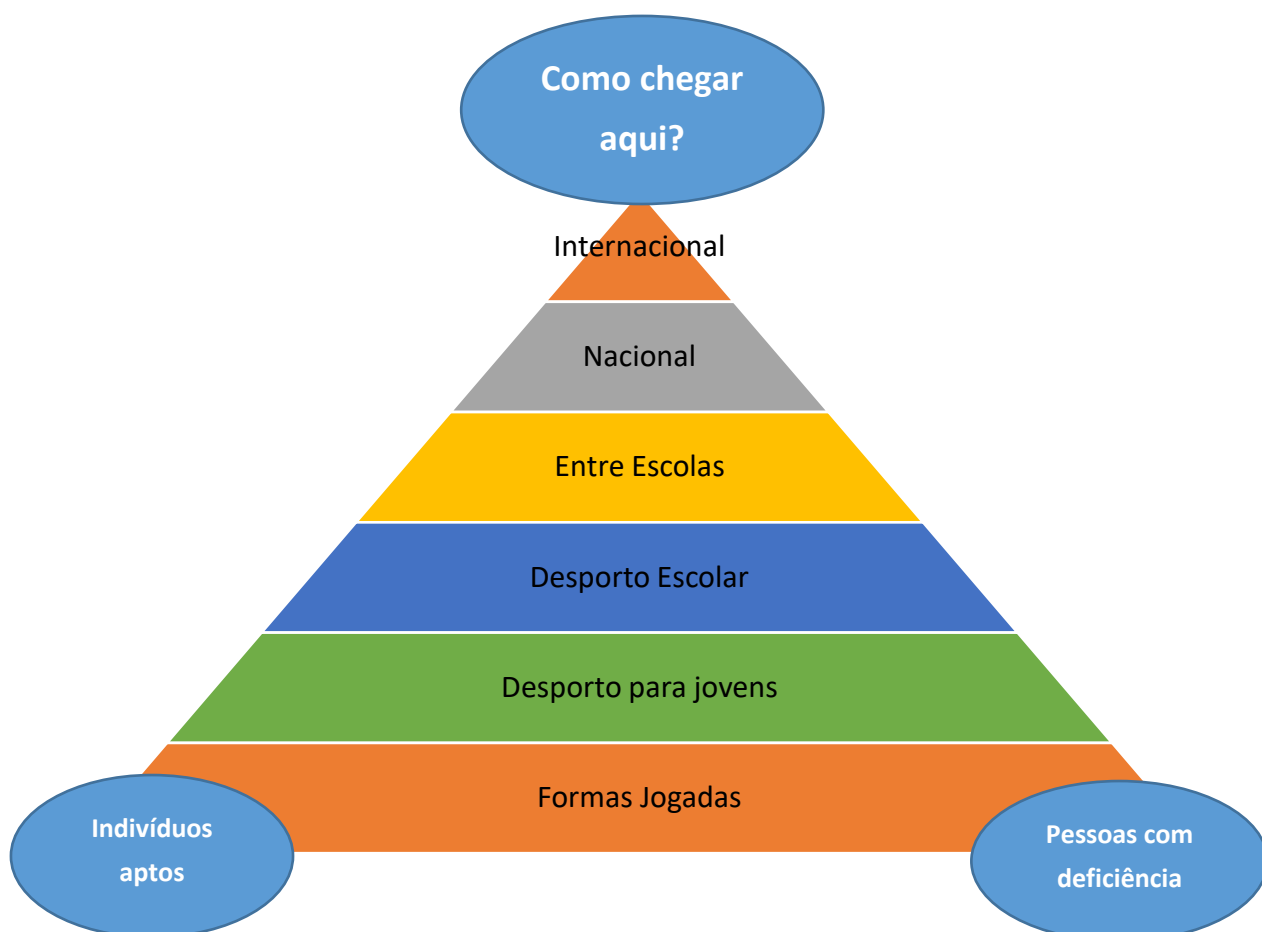 Como chegar
aqui?
Internacional
Nacional
Entre Escolas
Desporto Escolar
Desporto para jovens
Formas Jogadas
Indivíduos
aptos
Pessoas com
deficiência